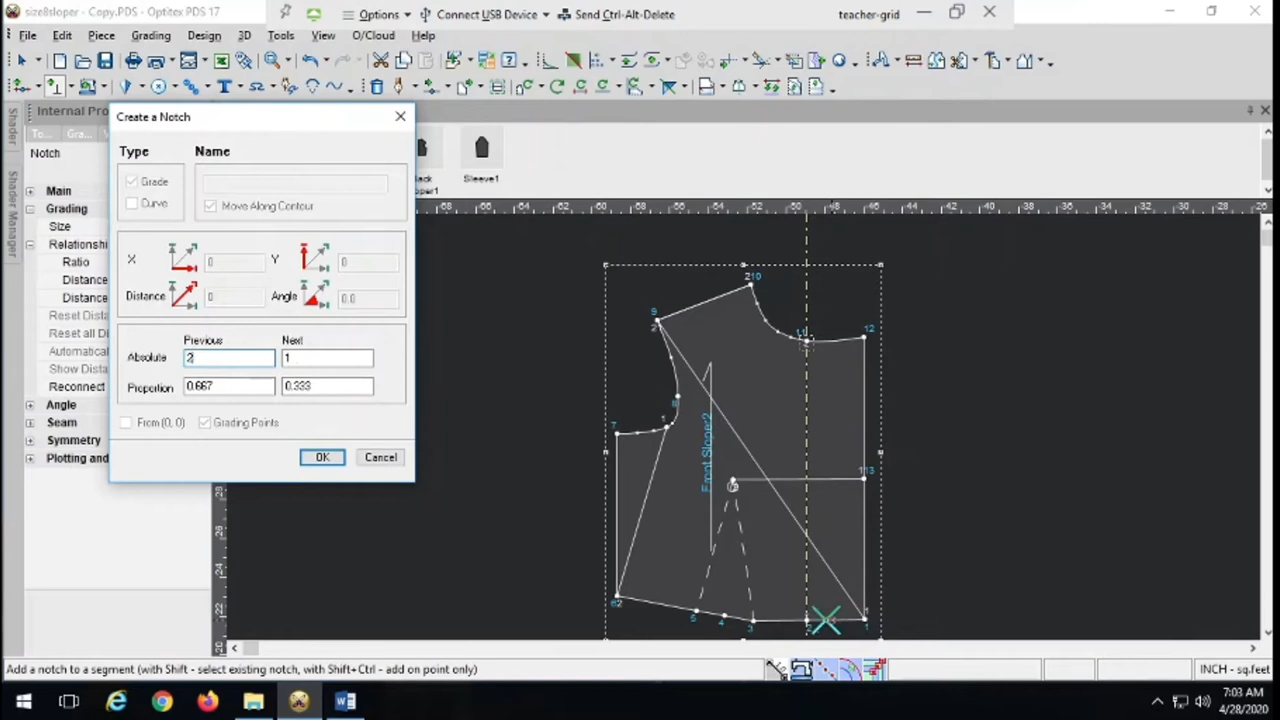 size8sloper - Copy.PDS - Optitex PDS 17
Options Connect USB Device Send Ctrl-Alt-Delete teacher-grid
File Edit Piece Grading Design 3D Tools View O/Cloud Help
Shader
Shader Manager
Internal Pro
To... Gra...
Notch
Main
Grading
Size
Relationshi
Ratio
Distance
Distance
Reset Dista
Reset all D
Automatica
Show Dista
Reconnect
Angle
Seam
Symmetry
Plotting and
Create a Notch
Type Name
Grade
Curve
Move Along Contour
X 0 Y 0
Distance 0 Angle 0.0
Previous Next
Absolute 2 1
Proportion 0.667 0.333
From (0, 0) Grading Points
OK Cancel
Sleeve1
Front Sloper2
Add a notch to a segment (with Shift - select existing notch, with Shift+Ctrl - add on point only)
INCH - sq.feet
7:03 AM
4/28/2020